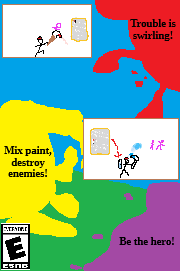 Trouble is
swirling!
Mix paint,
destroy
enemies!
Be the hero!
EVERYONE
E
ESRB